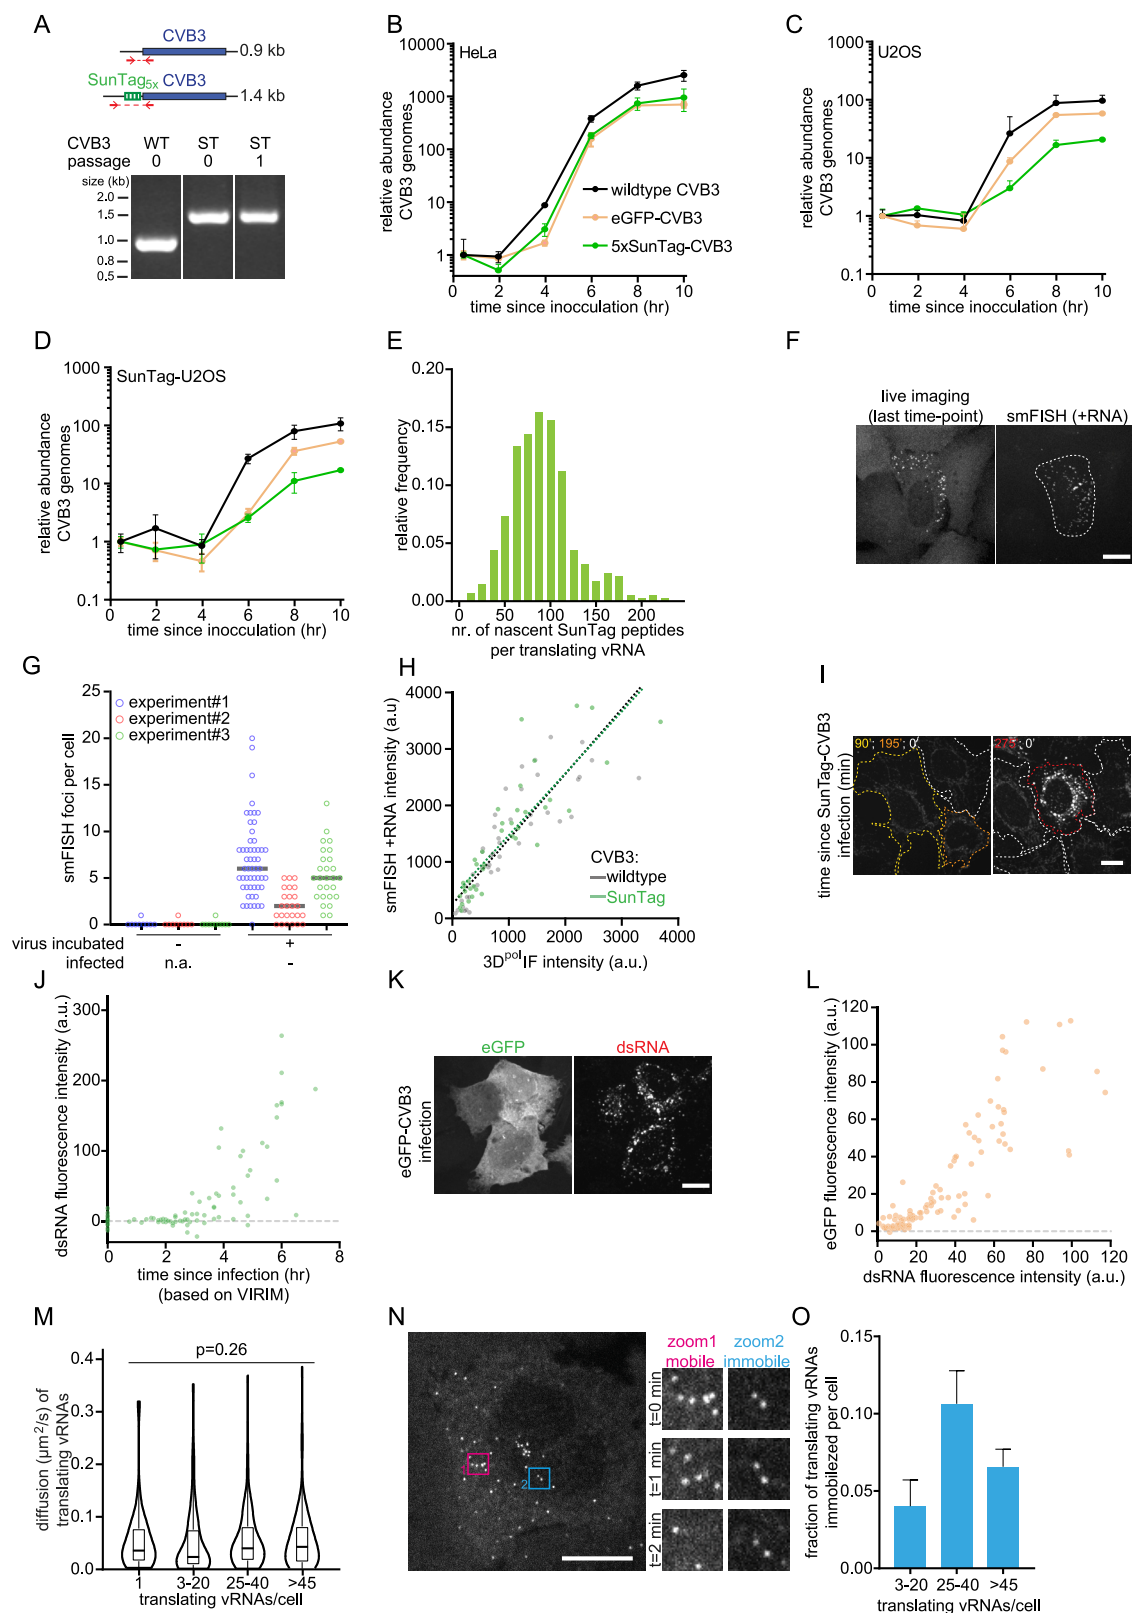 A
CVB3
0.9 kb
SunTag5x CVB3
1.4 kb
CVB3 WT ST ST
passage 0 0 1
size (kb)
2.0
1.5
1.0
0.8
0.5
B
HeLa
relative abundance
CVB3 genomes
10000
1000
100
10
1
wildtype CVB3
eGFP-CVB3
5xSunTag-CVB3
0 2 4 6 8 10
time since inocculation (hr)
C
U2OS
relative abundance
CVB3 genomes
1000
100
10
1
0.1
0 2 4 6 8 10
time since inocculation (hr)
D
SunTag-U2OS
relative abundance
CVB3 genomes
1000
100
10
1
0.1
0 2 4 6 8 10
time since inocculation (hr)
E
relative frequency
0.20
0.15
0.10
0.05
0.00
0 50 100 200
nr. of nascent SunTag peptides
per translating vRNA
F
live imaging
(last time-point)
smFISH (+RNA)
G
smFISH foci per cell
25
20
15
10
5
0
experiment#1
experiment#2
experiment#3
virus incubated - +
infected n.a. -
H
smFISH +RNA intensity (a.u)
4000
3000
2000
1000
0
CVB3:
wildtype
SunTag
0 1000 2000 3000 4000
3Dpol IF intensity (a.u.)
I
time since SunTag-CVB3
infection (min)
90'; 195'; 0'
275'; 0'
J
dsRNA fluorescence intensity (a.u.)
300
200
100
0
0 2 4 6 8
time since infection (hr)
(based on VIRIM)
K
eGFP
dsRNA
eGFP-CVB3
infection
L
eGFP fluorescence intensity (a.u.)
120
100
80
60
40
20
0
0 20 40 60 80 100 120
dsRNA fluorescence intensity (a.u.)
M
diffusion (µm²/s) of
translating vRNAs
0.4
0.3
0.2
0.1
0.0
p=0.26
1 3-20 25-40 >45
translating vRNAs/cell
N
zoom1
mobile
zoom2
immobile
2
t=0 min
t=1 min
t=2 min
O
fraction of translating vRNAs
immobilezed per cell
0.15
0.10
0.05
0.00
3-20 25-40 >45
translating vRNAs/cell